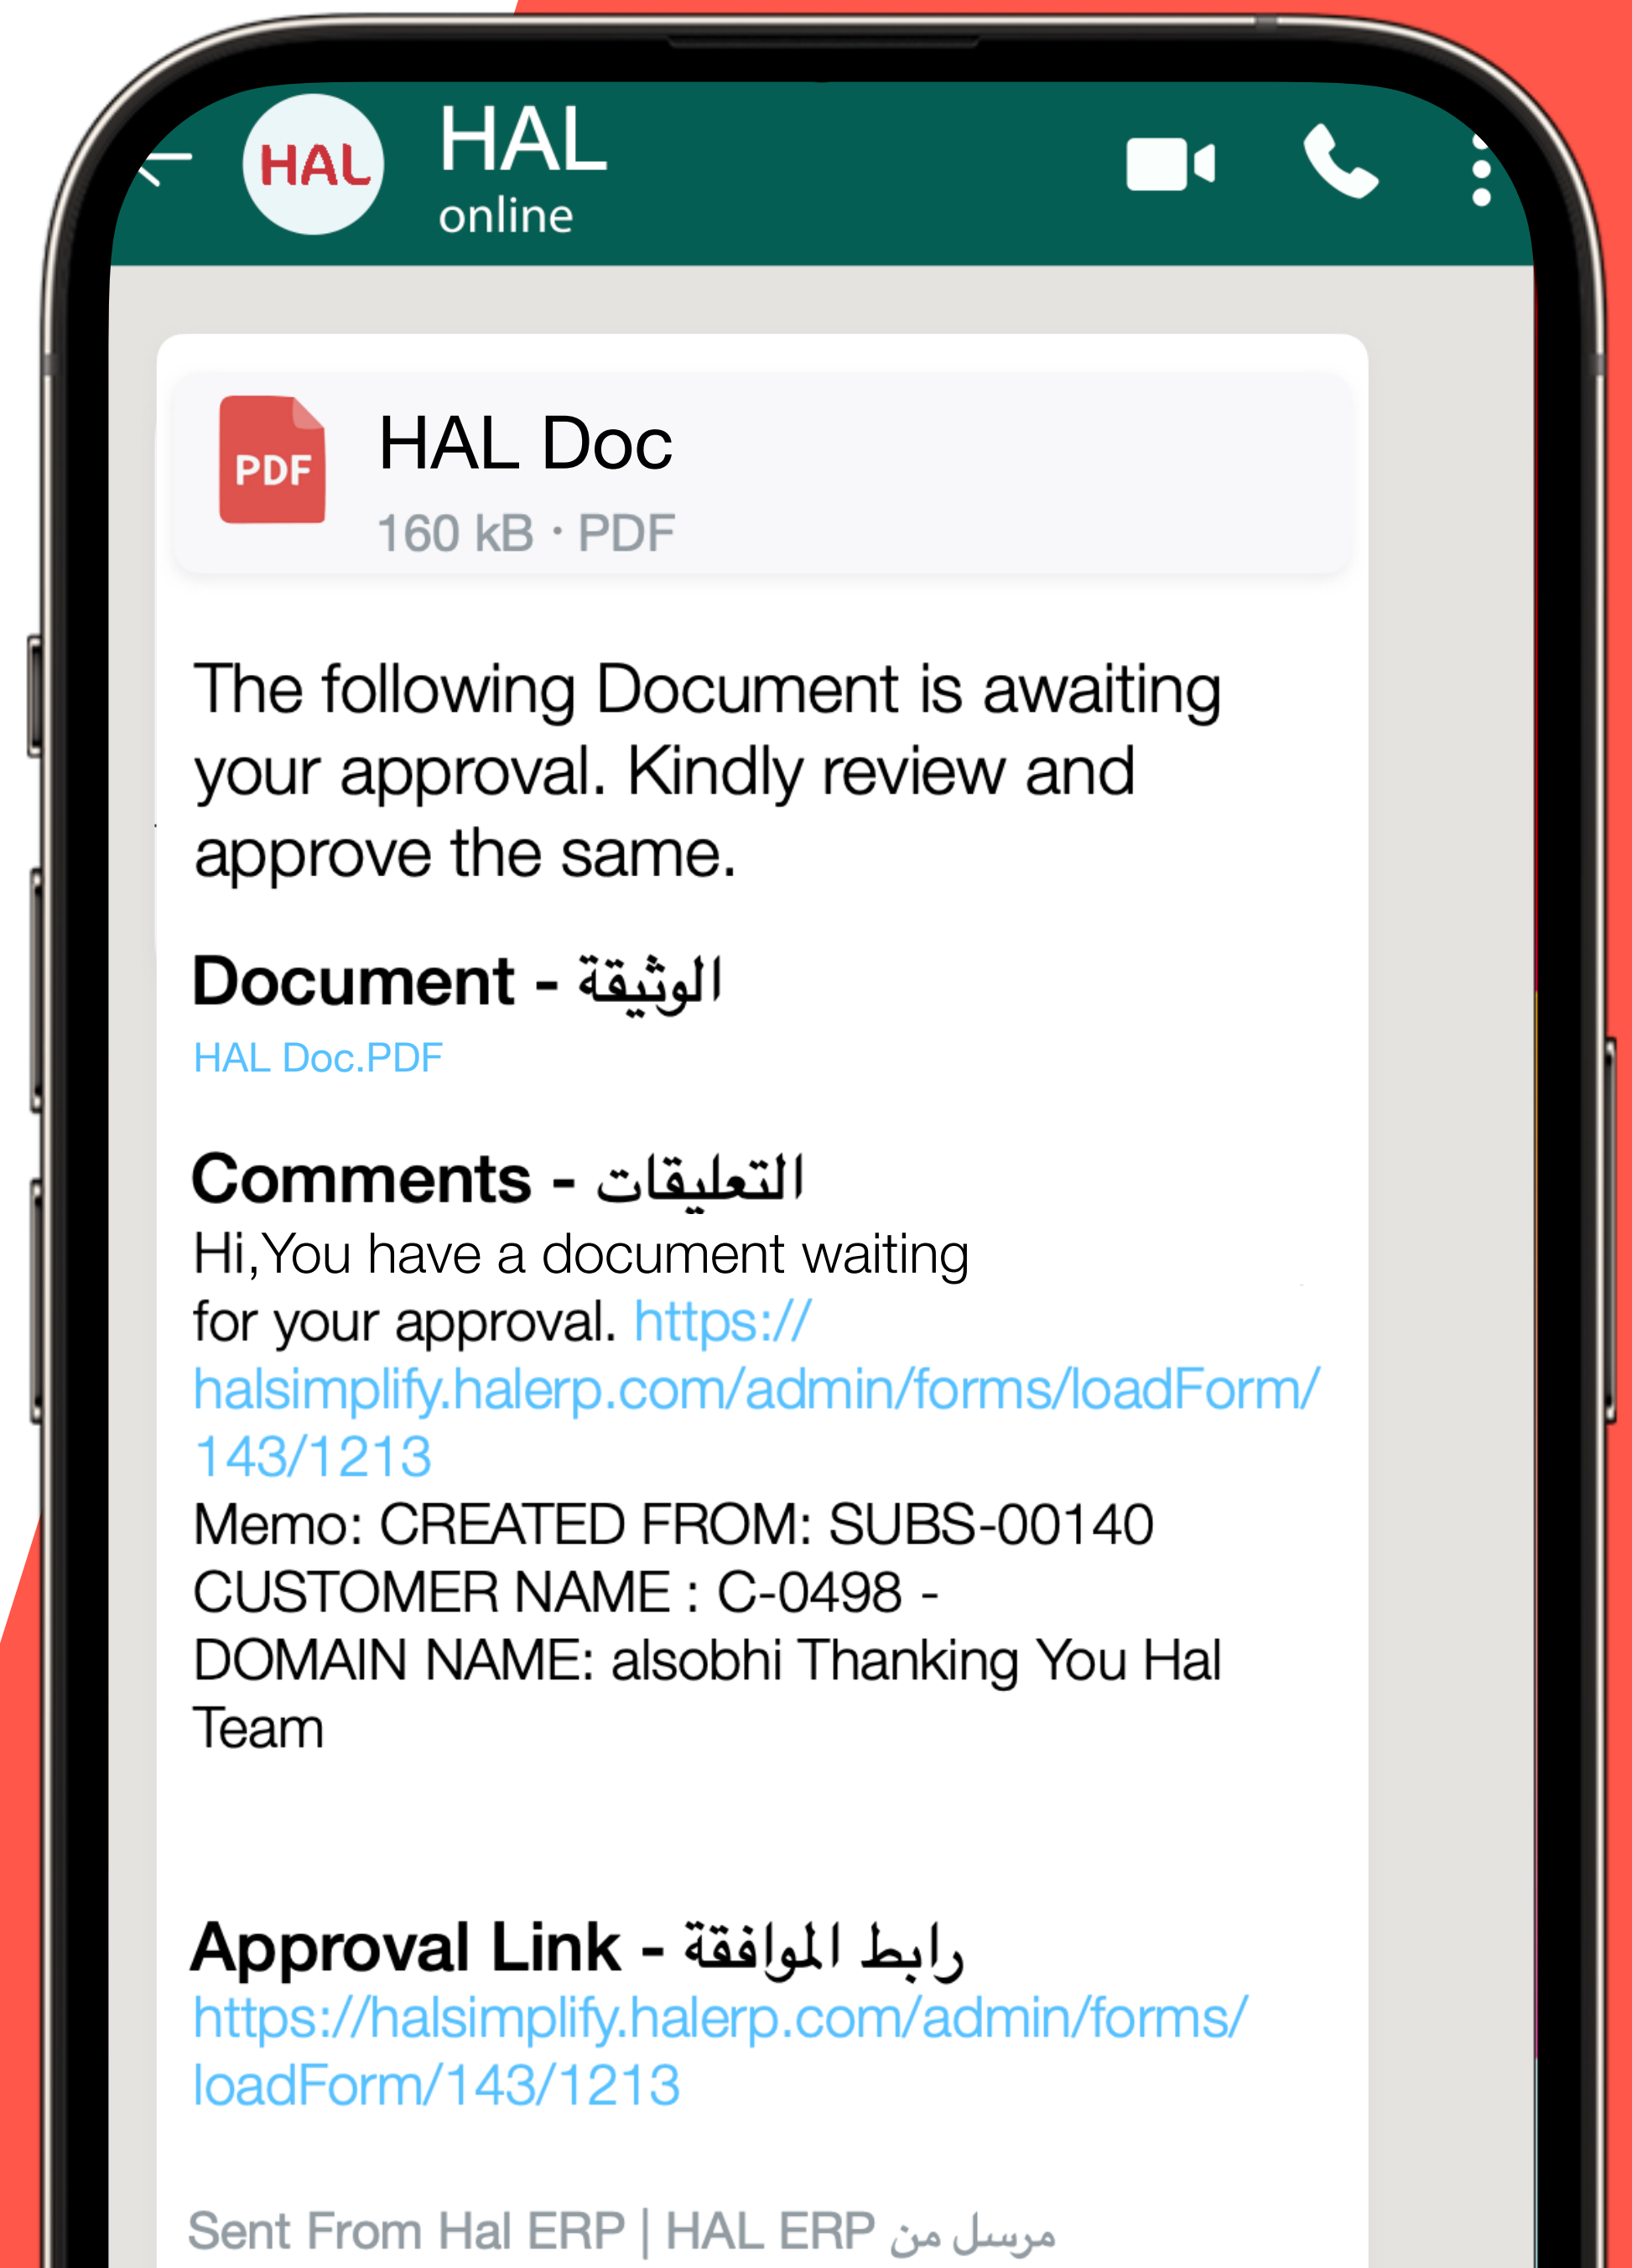 HAL
HAL
online
PDF
HAL Doc
160 kB · PDF
The following Document is awaiting
your approval. Kindly review and
approve the same.
Document - الوثيقة
HAL Doc.PDF
Comments - التعليقات
Hi,You have a document waiting
for your approval. https://
halsimplify.halerp.com/admin/forms/loadForm/
143/1213
Memo: CREATED FROM: SUBS-00140
CUSTOMER NAME : C-0498 -
DOMAIN NAME: alsobhi Thanking You Hal
Team
Approval Link - رابط الموافقة
https://halsimplify.halerp.com/admin/forms/
loadForm/143/1213
Sent From Hal ERP | HAL ERP مرسل من